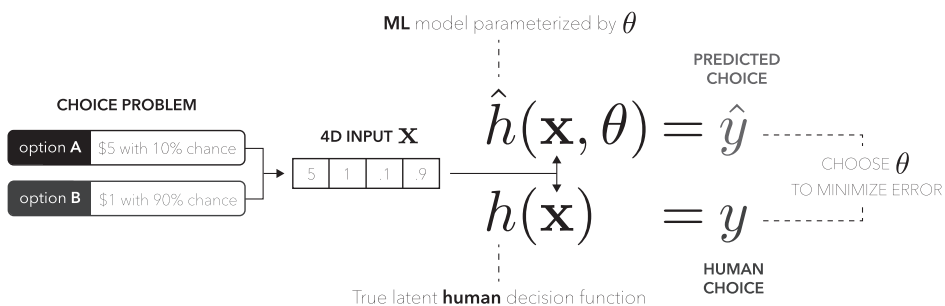 ML model parameterized by θ
PREDICTED
CHOICE
CHOICE PROBLEM
option A $5 with 10% chance
option B $1 with 90% chance
4D INPUT x
5 1 .1 .9
ĥ(x, θ) = ŷ
h(x) = y
CHOOSE θ
TO MINIMIZE ERROR
HUMAN
CHOICE
True latent human decision function